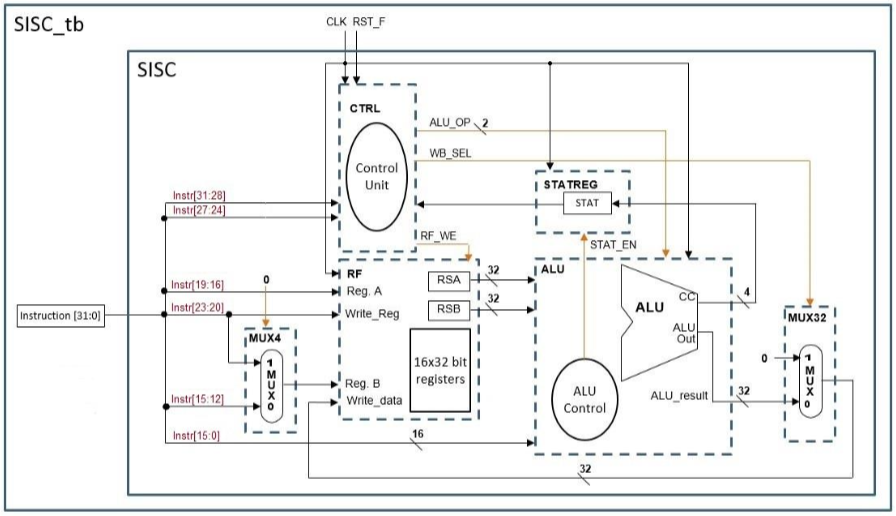 SISC_tb
CLK RST_F
SISC
CTRL
Control
Unit
ALU_OP 2
WB_SEL
STATREG
STAT
Instr[31:28]
Instr[27:24]
RF_WE
STAT_EN
RF
RSA
32
ALU
Instr[19:16]
0
Reg. A
Instr[23:20]
Write_Reg
RSB
32
CC
4
ALU
Instruction [31:0]
MUX4
MUX32
ALU
Out
1
M
U
X
0
16x32 bit
registers
0
1
M
U
X
0
Reg. B
Write_data
ALU
Control
ALU_result
32
Instr[15:12]
Instr[15:0]
16
32